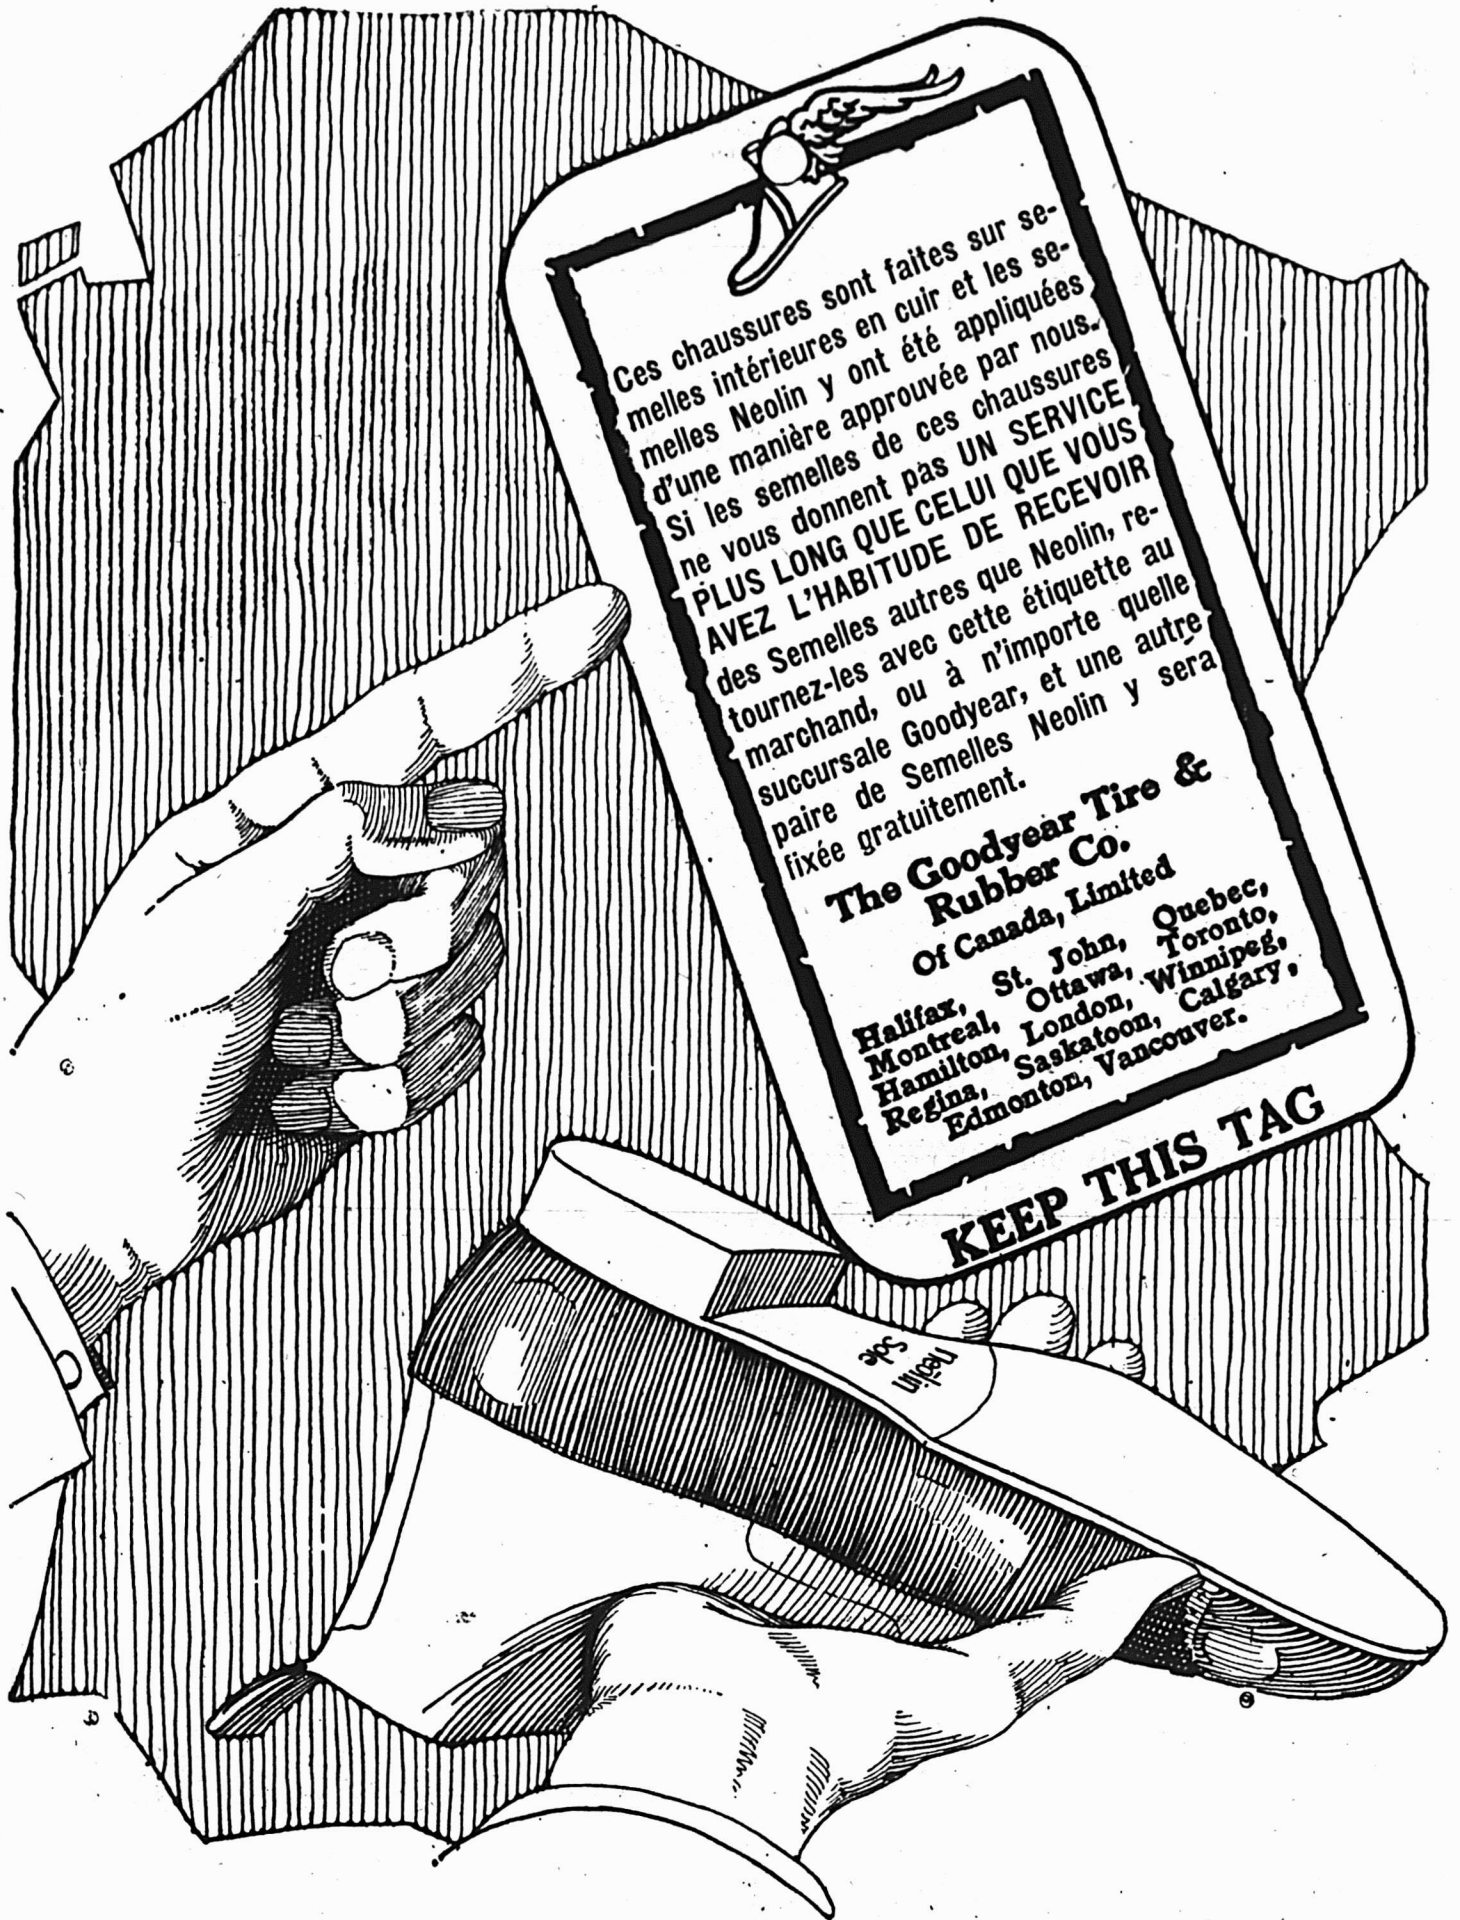 Ces chaussures sont faites sur se-
melles intérieures en cuir et les se-
melles Neolin y ont été appliquées
d'une manière approuvée par nous.
Si les semelles de ces chaussures
ne vous donnent pas UN SERVICE
PLUS LONG QUE CELUI QUE VOUS
AVEZ L'HABITUDE DE RECEVOIR
des Semelles autres que Neolin, re-
tournez-les avec cette étiquette au
marchand, ou à n'importe quelle
succursale Goodyear, et une autre
paire de Semelles Neolin y sera
fixée gratuitement.
The Goodyear Tire &
Rubber Co.
Of Canada, Limited
Halifax, St. John, Quebec,
Montreal, Ottawa, Toronto,
Hamilton, London, Winnipeg,
Regina, Saskatoon, Calgary,
Edmonton, Vancouver.
KEEP THIS TAG
neōlin
Sole